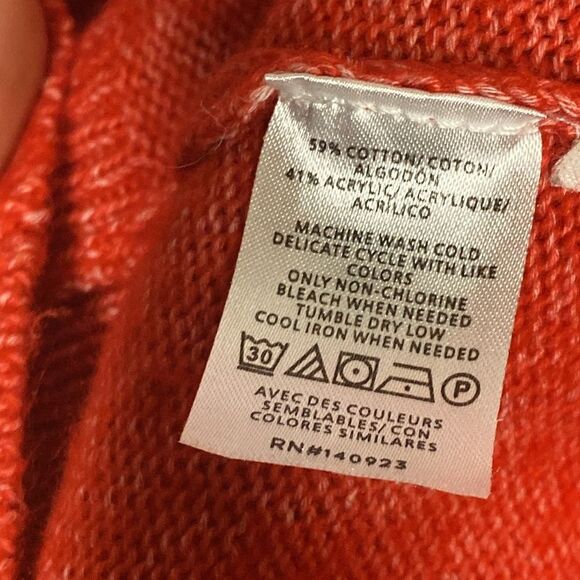 59% COTTON/COTON/
ALGODÓN
41% ACRYLIC/ACRYLIQUE/
ACRILICO
MACHINE WASH COLD
DELICATE CYCLE WITH LIKE
COLORS
ONLY NON-CHLORINE
BLEACH WHEN NEEDED
TUMBLE DRY LOW
COOL IRON WHEN NEEDED
30 P
AVEC DES COULEURS
SEMBLABLES/CON
COLORES SIMILARES
RN#140923